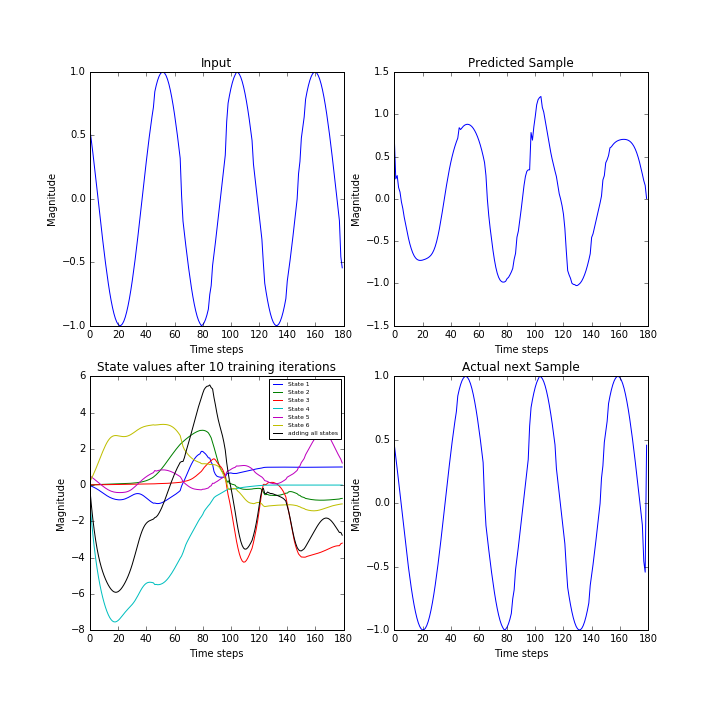 Input
1.0
0.5
0.0
−0.5
−1.0
Magnitude
0 20 40 60 80 100 120 140 160 180
Time steps
Predicted Sample
1.5
1.0
0.5
0.0
−0.5
−1.0
−1.5
Magnitude
0 20 40 60 80 100 120 140 160 180
Time steps
State values after 10 training iterations
6
4
2
0
−2
−4
−6
−8
Magnitude
State 1
State 2
State 3
State 4
State 5
State 6
adding all states
0 20 40 60 80 100 120 140 160 180
Time steps
Actual next Sample
1.0
0.5
0.0
−0.5
−1.0
Magnitude
0 20 40 60 80 100 120 140 160 180
Time steps